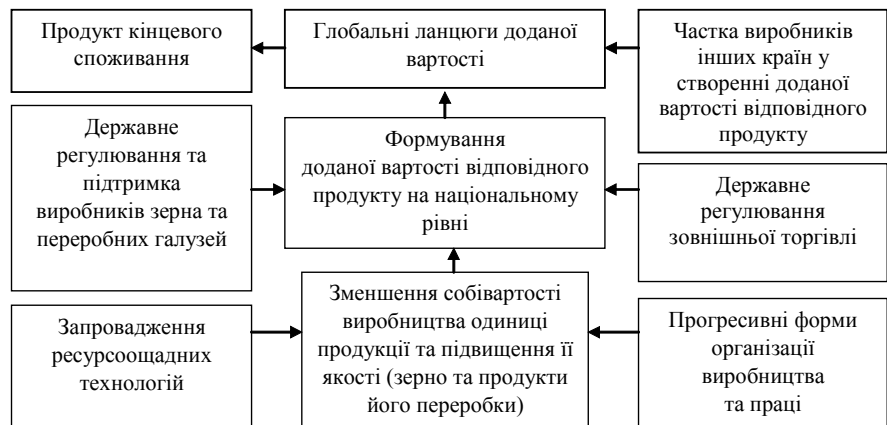 Продукт кінцевого
споживання
Глобальні ланцюги доданої
вартості
Частка виробників
інших країн у
створенні доданої
вартості відповідного
продукту
Державне
регулювання та
підтримка
виробників зерна та
переробних галузей
Формування
доданої вартості відповідного
продукту на національному
рівні
Державне
регулювання
зовнішньої торгівлі
Запровадження
ресурсоощадних
технологій
Зменшення собівартості
виробництва одиниці
продукції та підвищення її
якості (зерно та продукти
його переробки)
Прогресивні форми
організації
виробництва
та праці